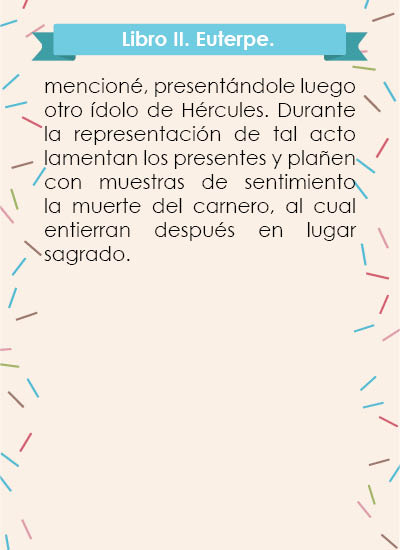 Libro II. Euterpe.
mencioné, presentándole luego
otro ídolo de Hércules. Durante
la representación de tal acto
lamentan los presentes y plañen
con muestras de sentimiento
la muerte del carnero, al cual
entierran después en lugar
sagrado.